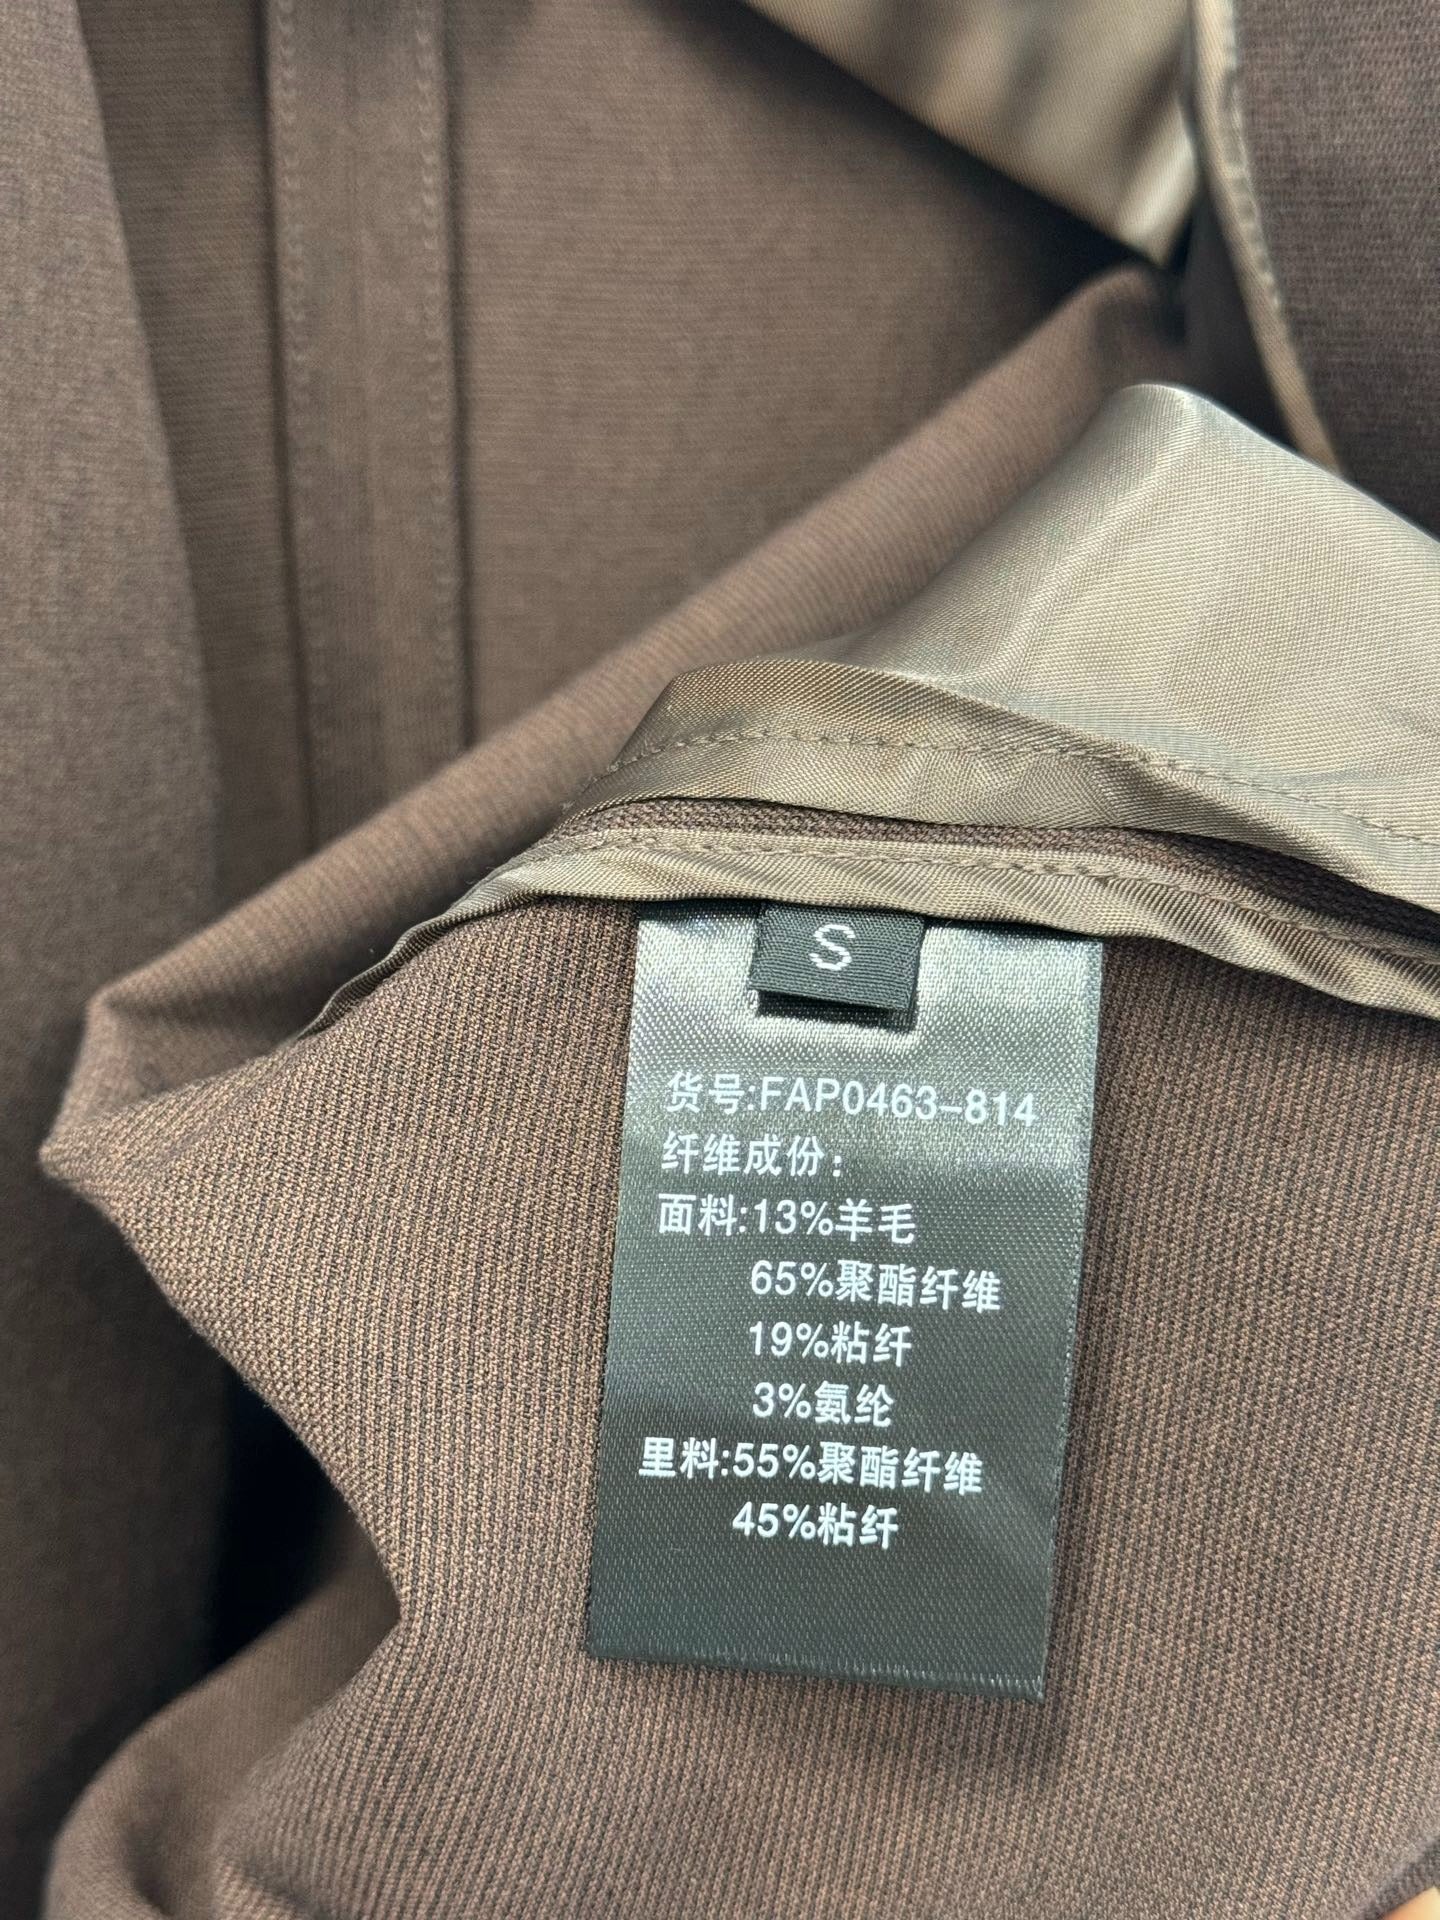 S
货号:FAP0463-814
纤维成份:
面料:13%羊毛
65%聚酯纤维
19%粘纤
3%氨纶
里料:55%聚酯纤维
45%粘纤